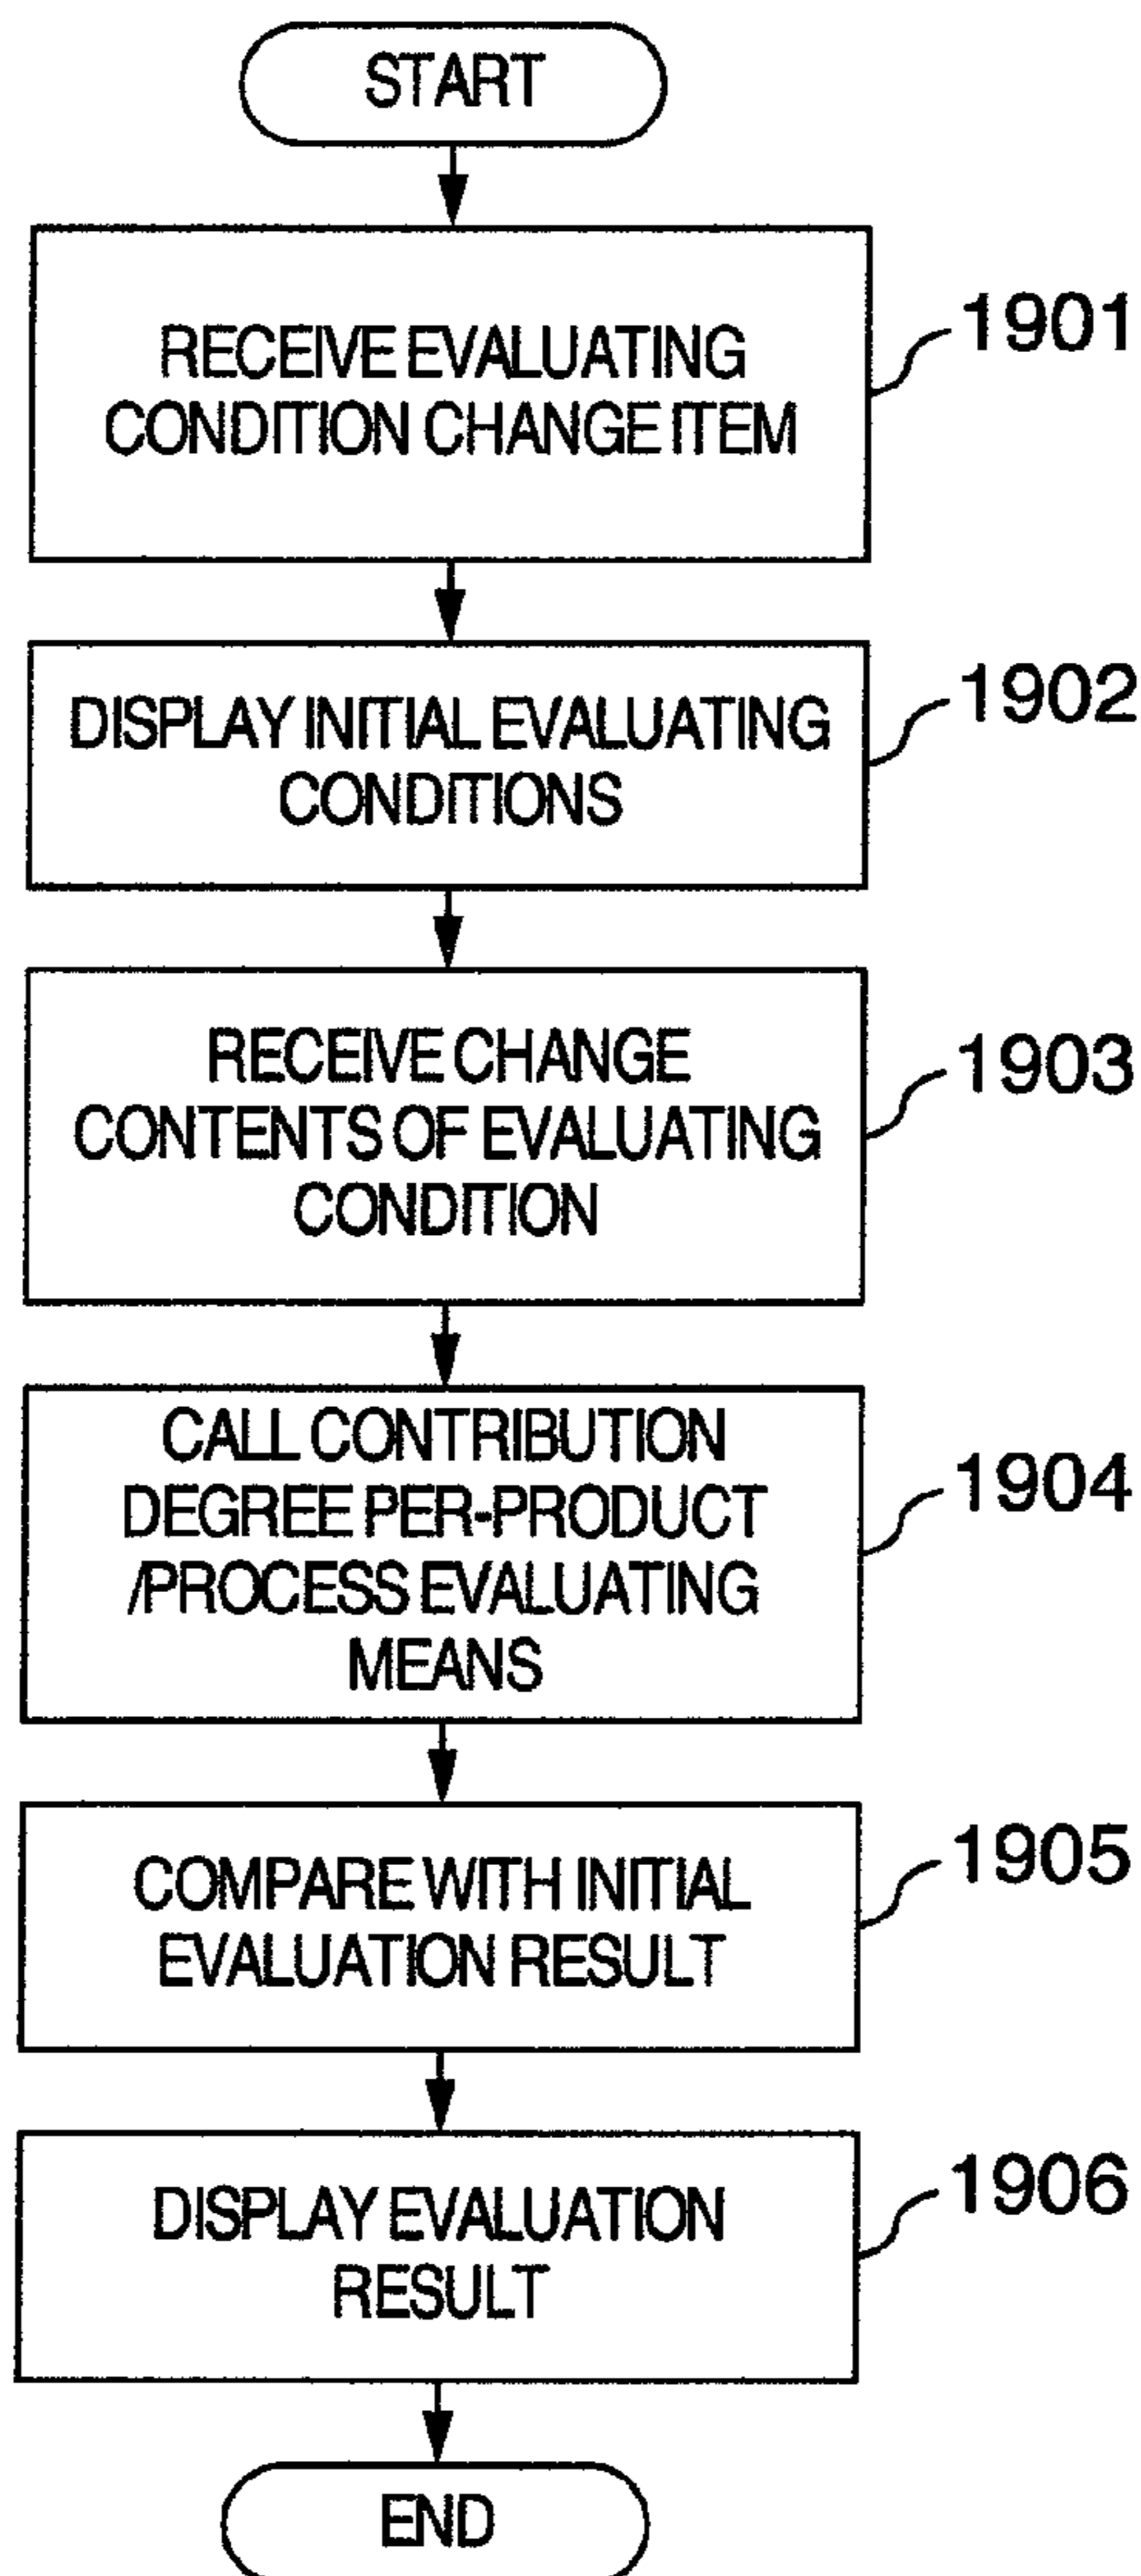 START
RECEIVE EVALUATING
CONDITION CHANGE ITEM
1901
DISPLAY INITIAL EVALUATING
CONDITIONS
1902
RECEIVE CHANGE
CONTENTS OF EVALUATING
CONDITION
1903
CALL CONTRIBUTION
DEGREE PER-PRODUCT
/PROCESS EVALUATING
MEANS
1904
COMPARE WITH INITIAL
EVALUATION RESULT
1905
DISPLAY EVALUATION
RESULT
1906
END